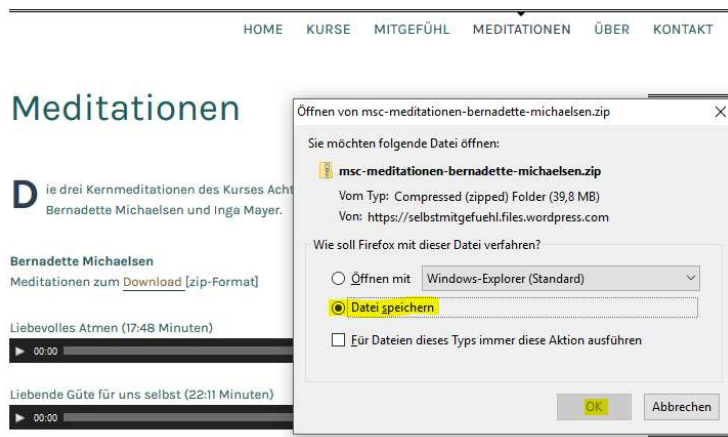 HOME KURSE MITGEFÜHL MEDITATIONEN ÜBER KONTAKT
Meditationen
Die drei Kernmeditationen des Kurses Acht
Bernadette Michaelsen und Inga Mayer.
Bernadette Michaelsen
Meditationen zum Download [zip-Format]
Liebevolles Atmen (17:48 Minuten)
00:00
Liebende Güte für uns selbst (22:11 Minuten)
00:00
Öffnen von msc-meditationen-bernadette-michaelsen.zip
Sie möchten folgende Datei öffnen:
msc-meditationen-bernadette-michaelsen.zip
Vom Typ: Compressed (zipped) Folder (39,8 MB)
Von: https://selbstmitgefuehl.files.wordpress.com
Wie soll Firefox mit dieser Datei verfahren?
Öffnen mit Windows-Explorer (Standard)
Datei speichern
Für Dateien dieses Typs immer diese Aktion ausführen
OK Abbrechen